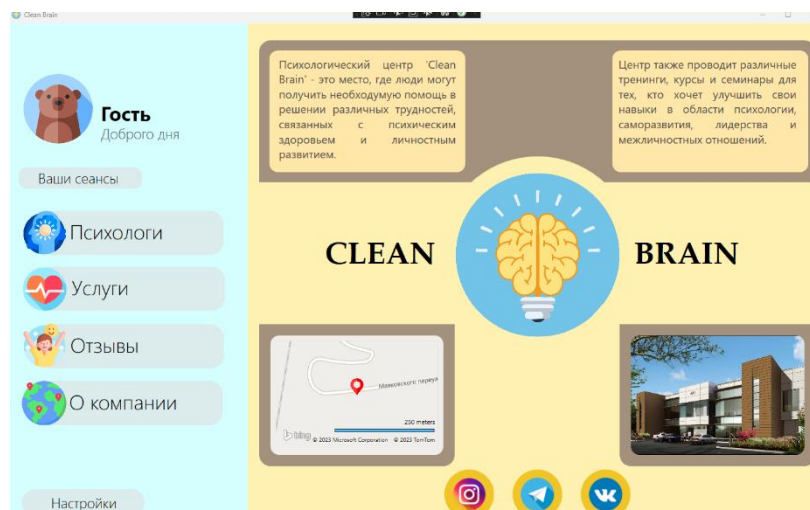 Clean Brain
Гость
Доброго дня
Ваши сеансы
Психологи
Услуги
Отзывы
О компании
Настройки
Психологический центр 'Clean
Brain' - это место, где люди могут
получить необходумую помощь в
решении различных трудностей,
связанных с психическим
здоровьем и личностным
развитием.
Центр также проводит различные
тренинги, курсы и семинары для
тех, кто хочет улучшить свои
навыки в области психологии,
саморазвития, лидерства и
межличностных отношений.
CLEAN BRAIN
250 meters
bing © 2023 Microsoft Corporation © 2023 TomTom